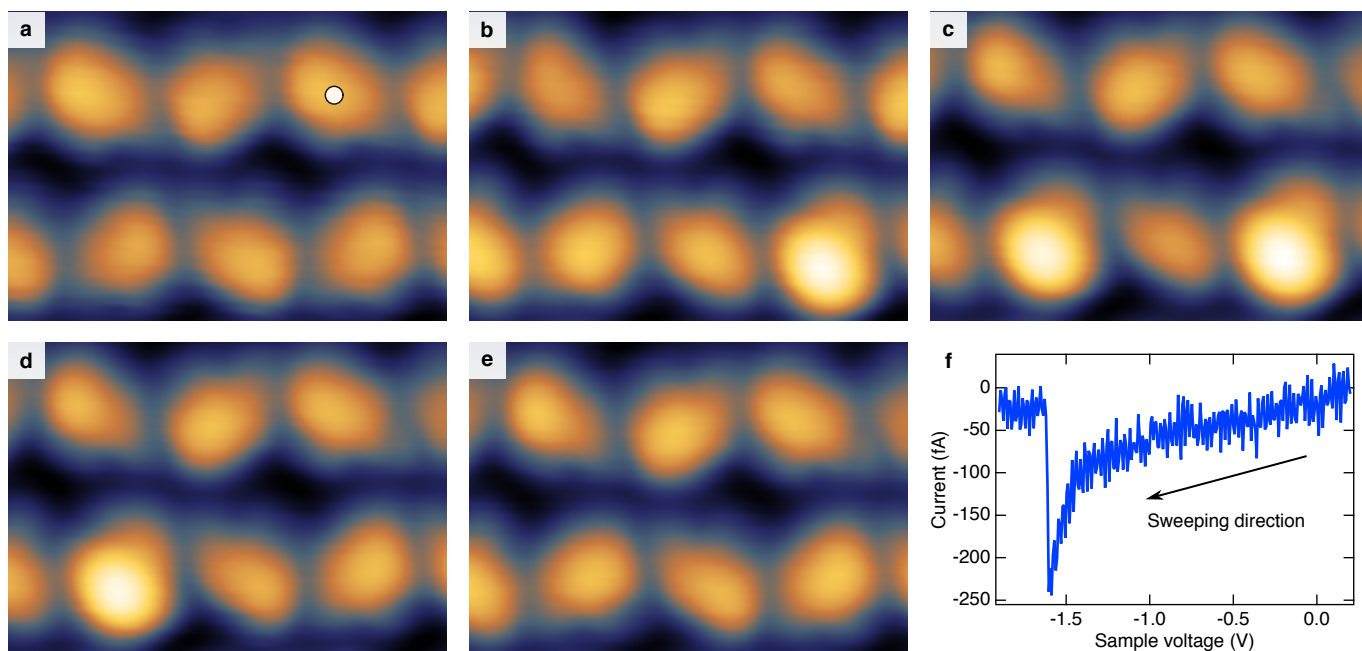 a
b
c
d
e
f
0
-50
-100
-150
-200
-250
Current (fA)
Sweeping direction
-1.5
-1.0
-0.5
0.0
Sample voltage (V)